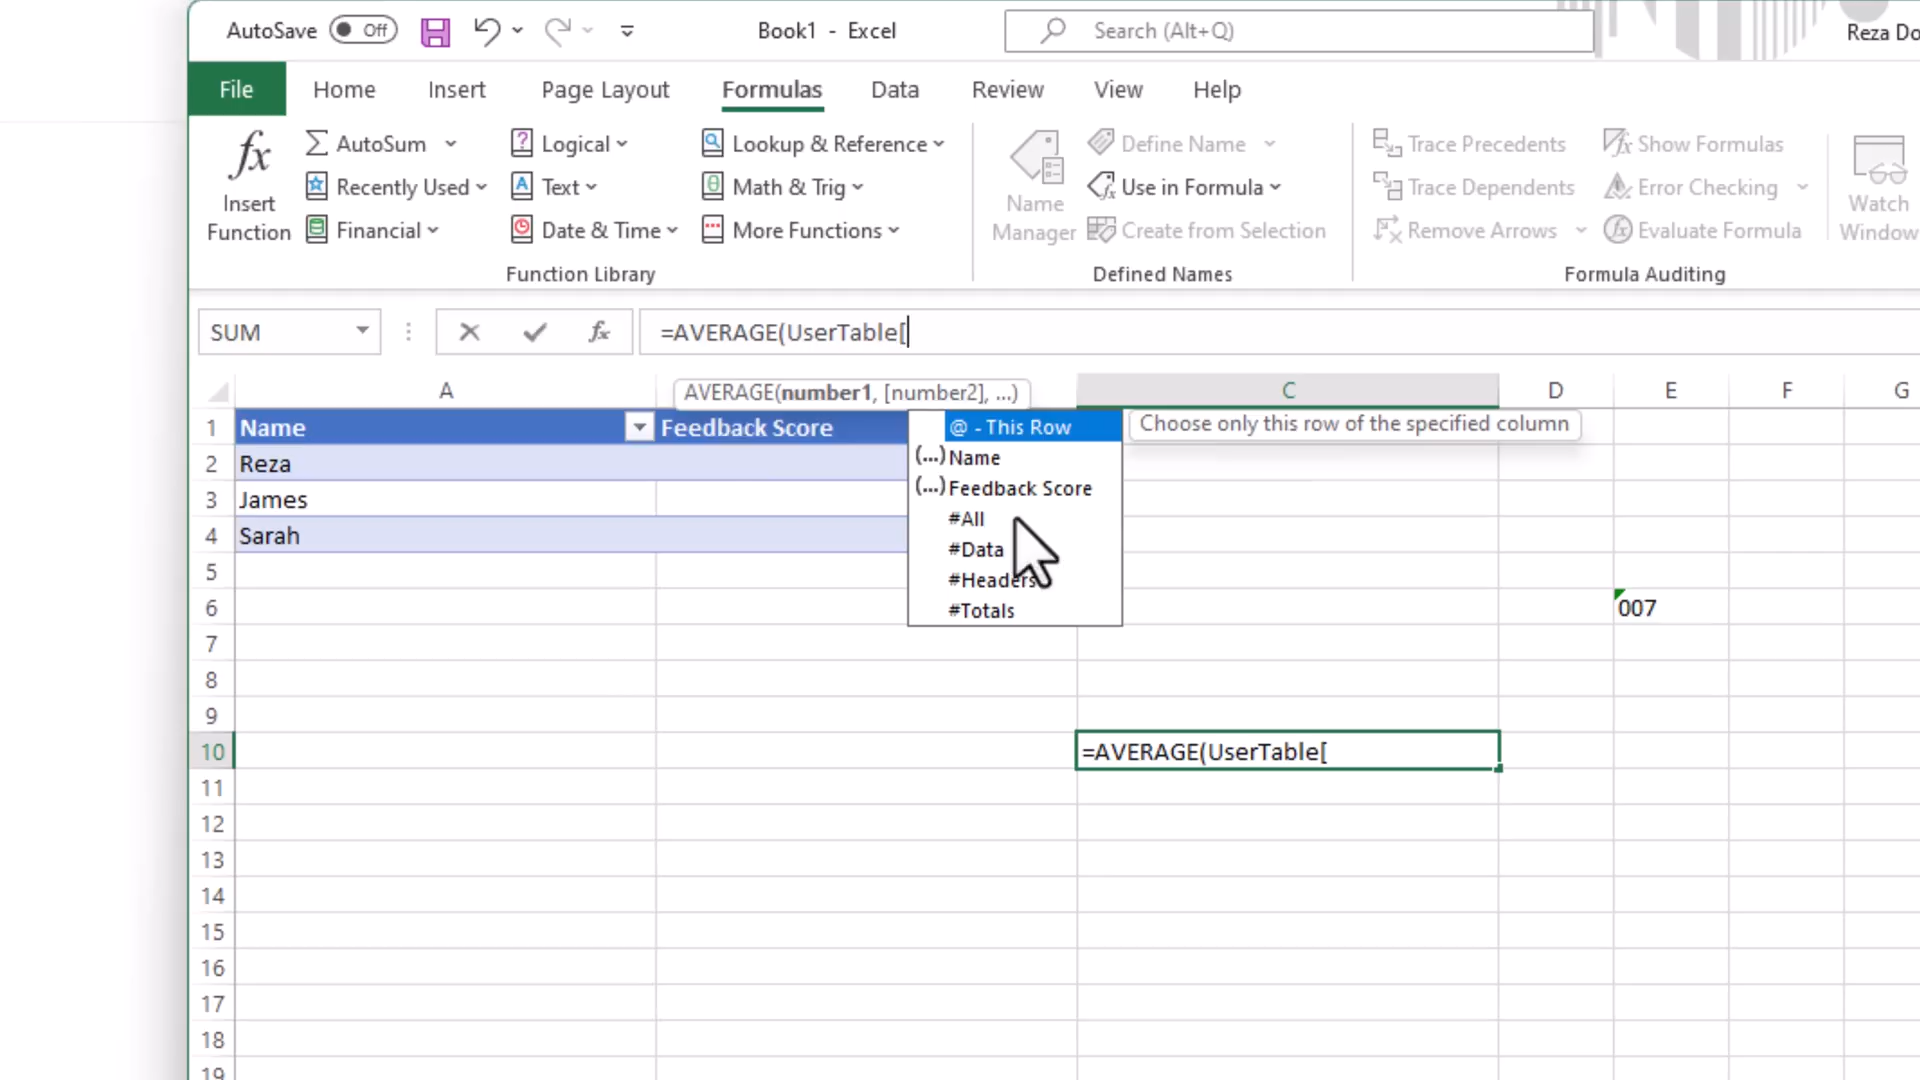 AutoSave Off Book1 - Excel Search (Alt+Q) Reza Do
File Home Insert Page Layout Formulas Data Review View Help
fx Insert Function
AutoSum
Recently Used
Financial
Logical
Text
Date & Time
Lookup & Reference
Math & Trig
More Functions
Function Library
Name Manager
Define Name
Use in Formula
Create from Selection
Defined Names
Trace Precedents
Trace Dependents
Remove Arrows
Show Formulas
Error Checking
Evaluate Formula
Formula Auditing
Watch Window
SUM fx =AVERAGE(UserTable[
AVERAGE(number1, [number2], ...)
A C D E F G
1 Name Feedback Score
2 Reza
3 James
4 Sarah
5
6 007
7
8
9
10 =AVERAGE(UserTable[
11
12
13
14
15
16
17
18
19
@ - This Row
(...) Name
(...) Feedback Score
#All
#Data
#Headers
#Totals
Choose only this row of the specified column